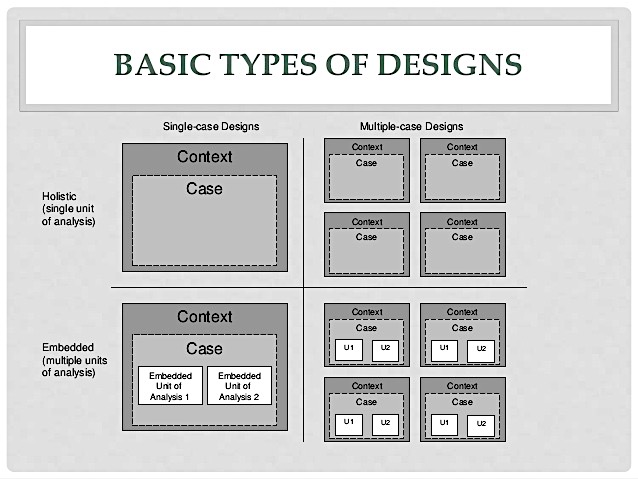 BASIC TYPES OF DESIGNS
Single-case Designs
Multiple-case Designs
Holistic
(single unit
of analysis)
Context
Case
Context
Case
Context
Case
Context
Case
Context
Case
Embedded
(multiple units
of analysis)
Context
Case
Embedded
Unit of
Analysis 1
Embedded
Unit of
Analysis 2
Context
Case
U1
U2
Context
Case
U1
U2
Context
Case
U1
U2
Context
Case
U1
U2